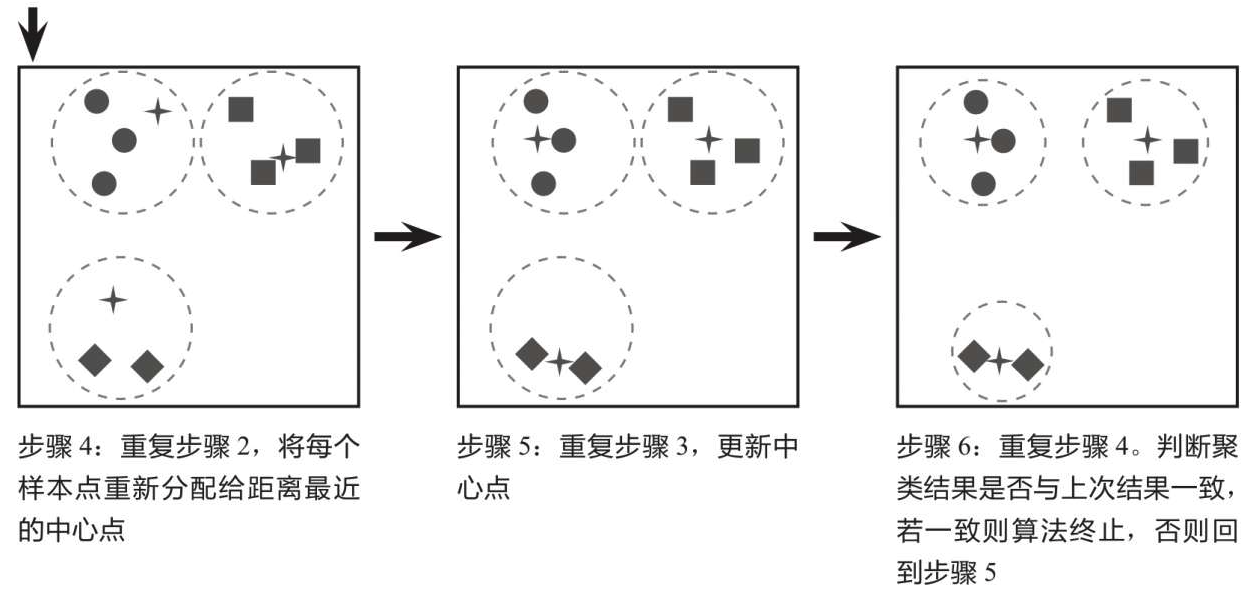 步骤 4：重复步骤 2，将每个
样本点重新分配给距离最近
的中心点
步骤 5：重复步骤 3，更新中
心点
步骤 6：重复步骤 4。判断聚
类结果是否与上次结果一致，
若一致则算法终止，否则回
到步骤 5